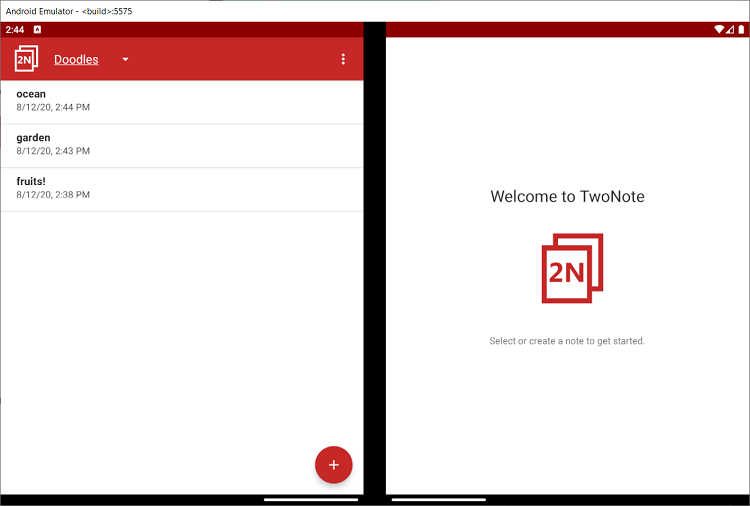 Android Emulator - <build>:5575
2:44 A
2N Doodles
ocean
8/12/20, 2:44 PM
garden
8/12/20, 2:43 PM
fruits!
8/12/20, 2:38 PM
+
Welcome to TwoNote
2N
Select or create a note to get started.